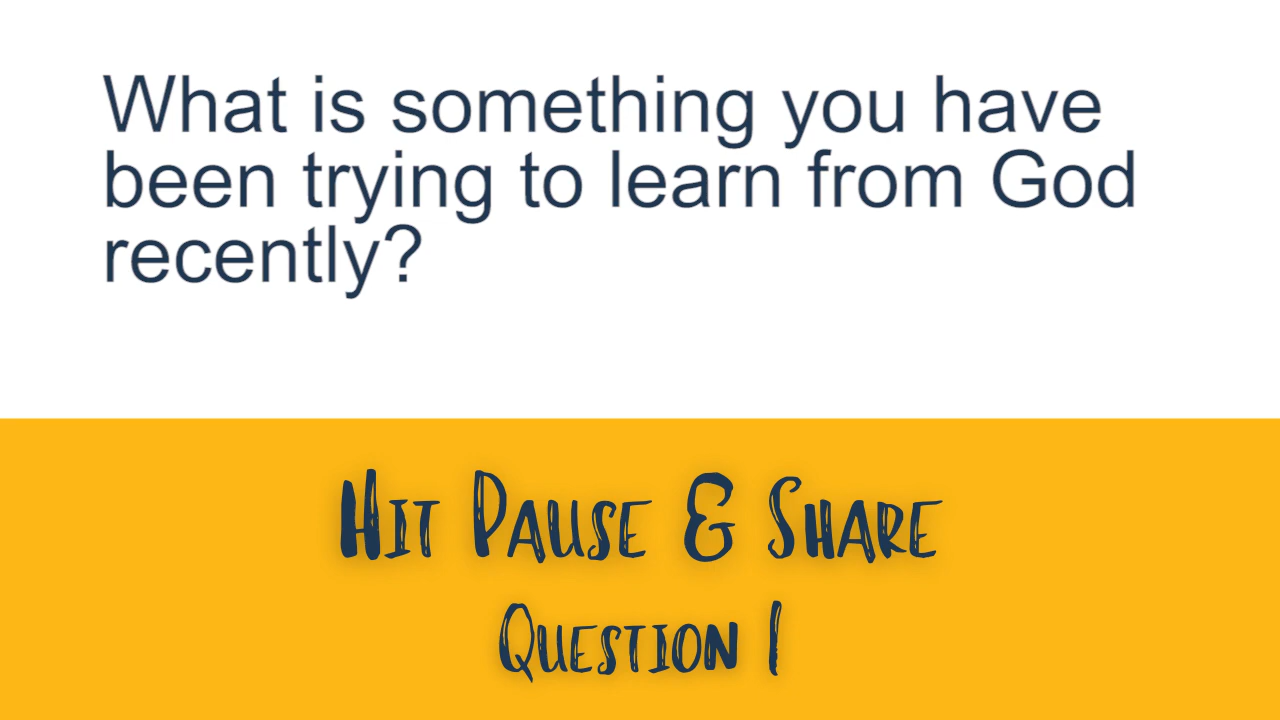 What is something you have
been trying to learn from God
recently?
Hit Pause & Share
Question 1